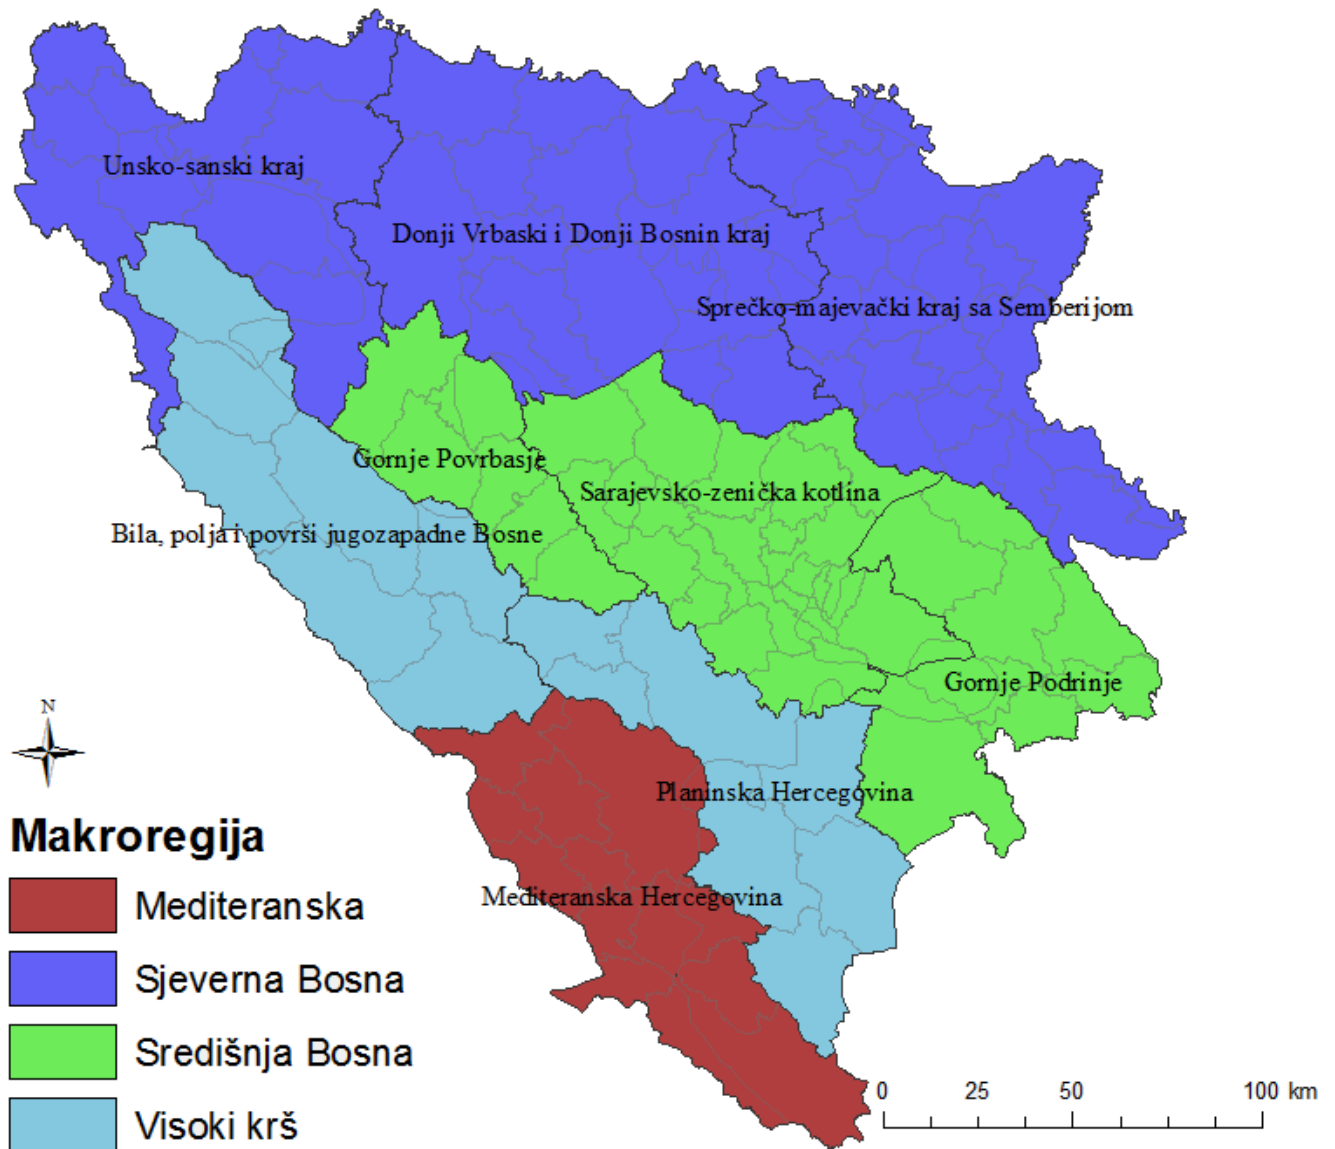 Unsko-sanski kraj
Donji Vrbaski i Donji Bosnin kraj
Sprečko-majevački kraj sa Semberijom
Gornje Povrbasje
Sarajevsko-zenička kotlina
Bila, polja i površi jugozapadne Bosne
Gornje Podrinje
Planinska Hercegovina
Mediteranska Hercegovina
N
Makroregija
Mediteranska
Sjeverna Bosna
Središnja Bosna
Visoki krš
0 25 50 100 km